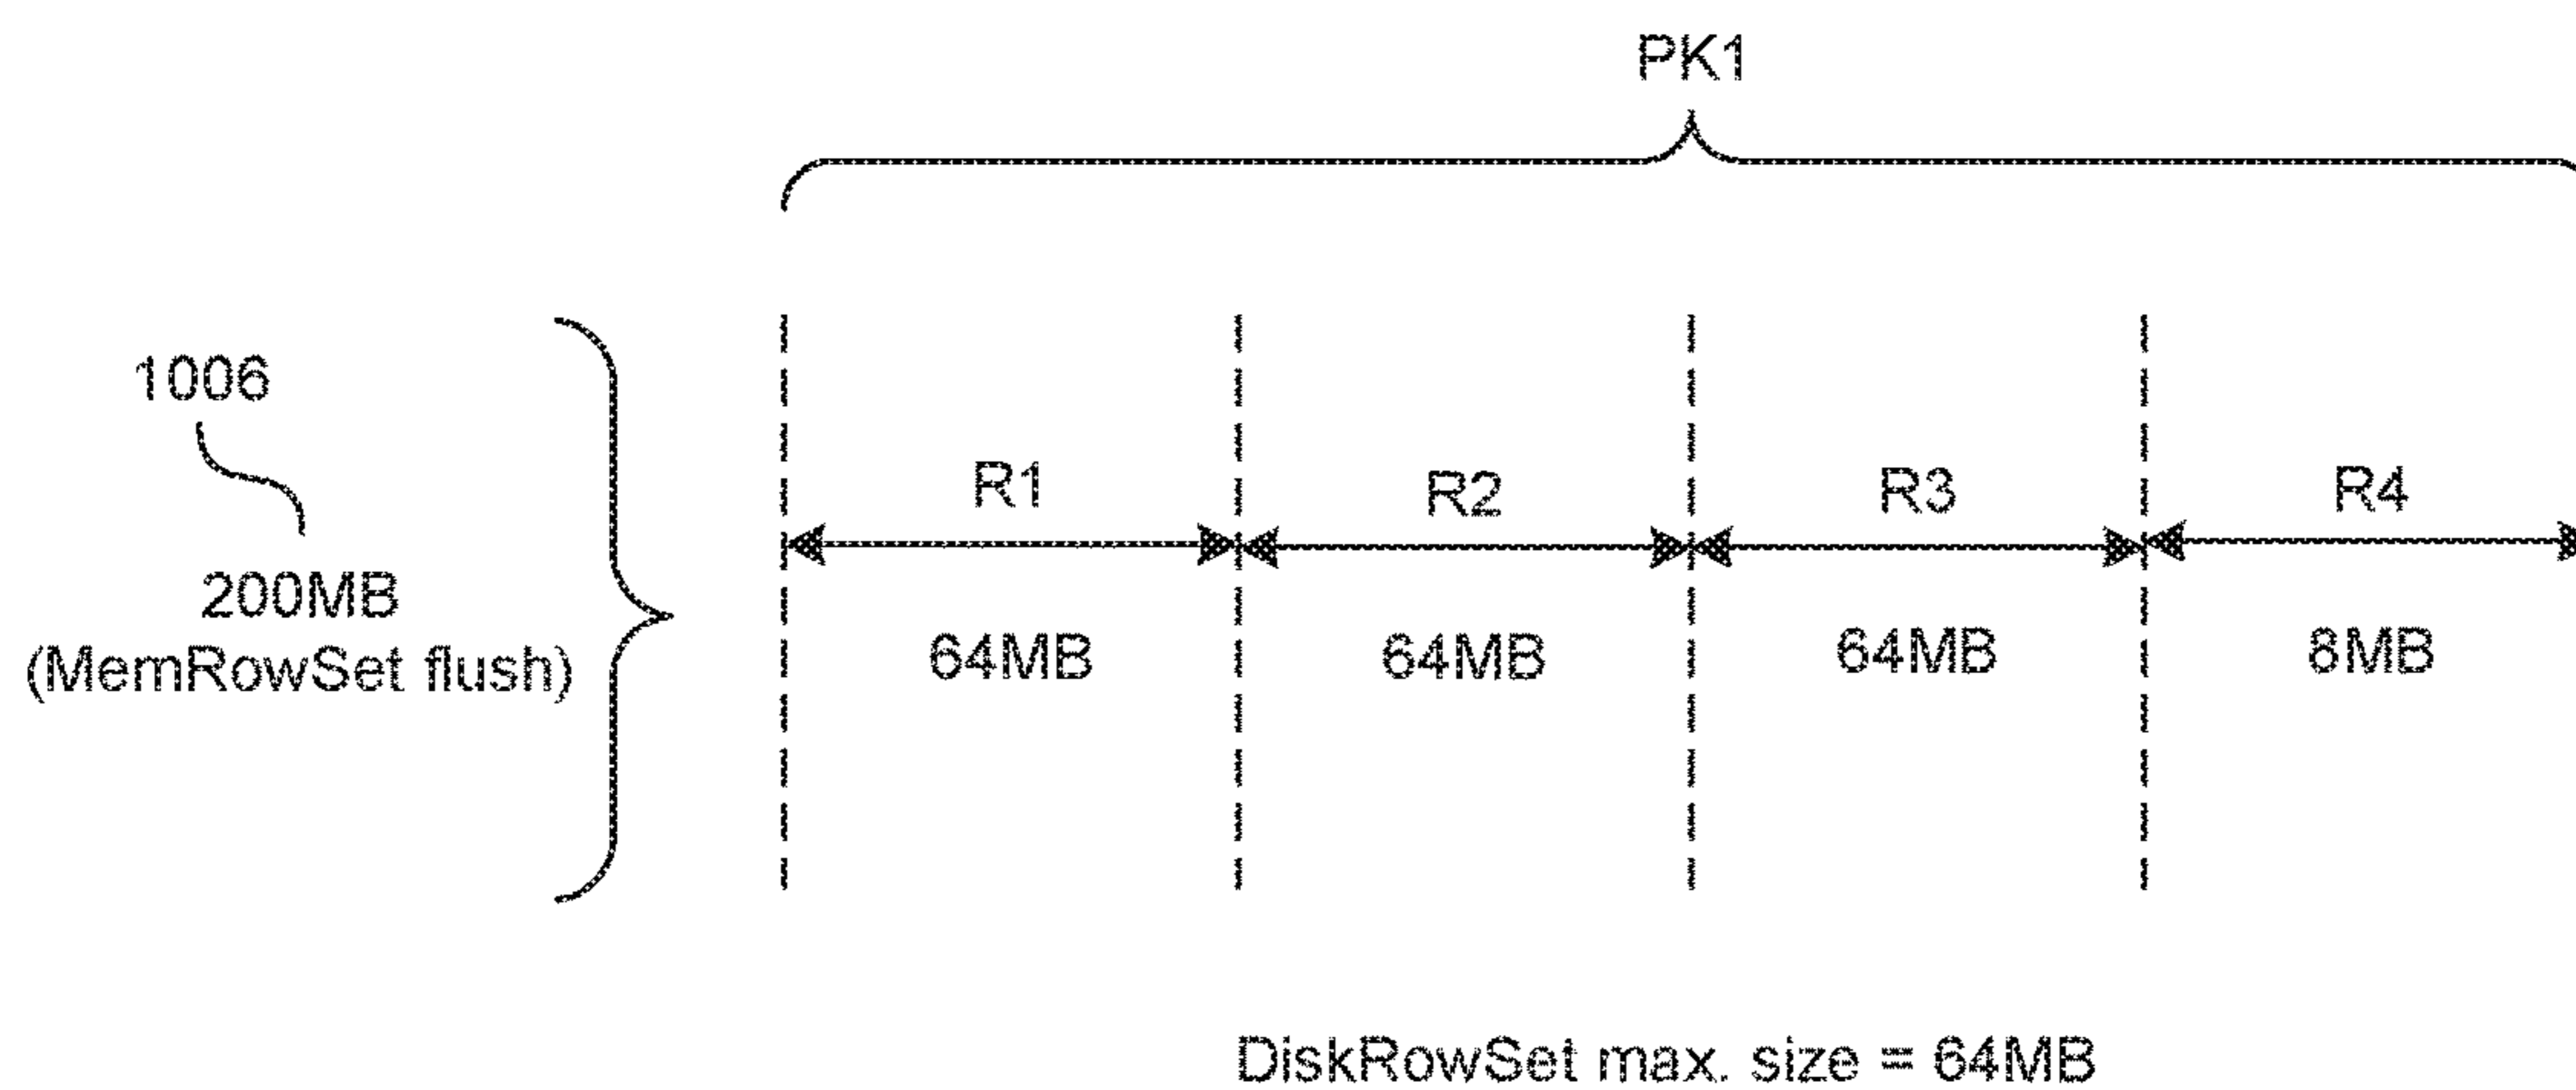 PK1
1006
R1
R2
R3
R4
200MB
(MemRowSet flush)
64MB
64MB
64MB
8MB
DiskRowSet max. size = 64MB